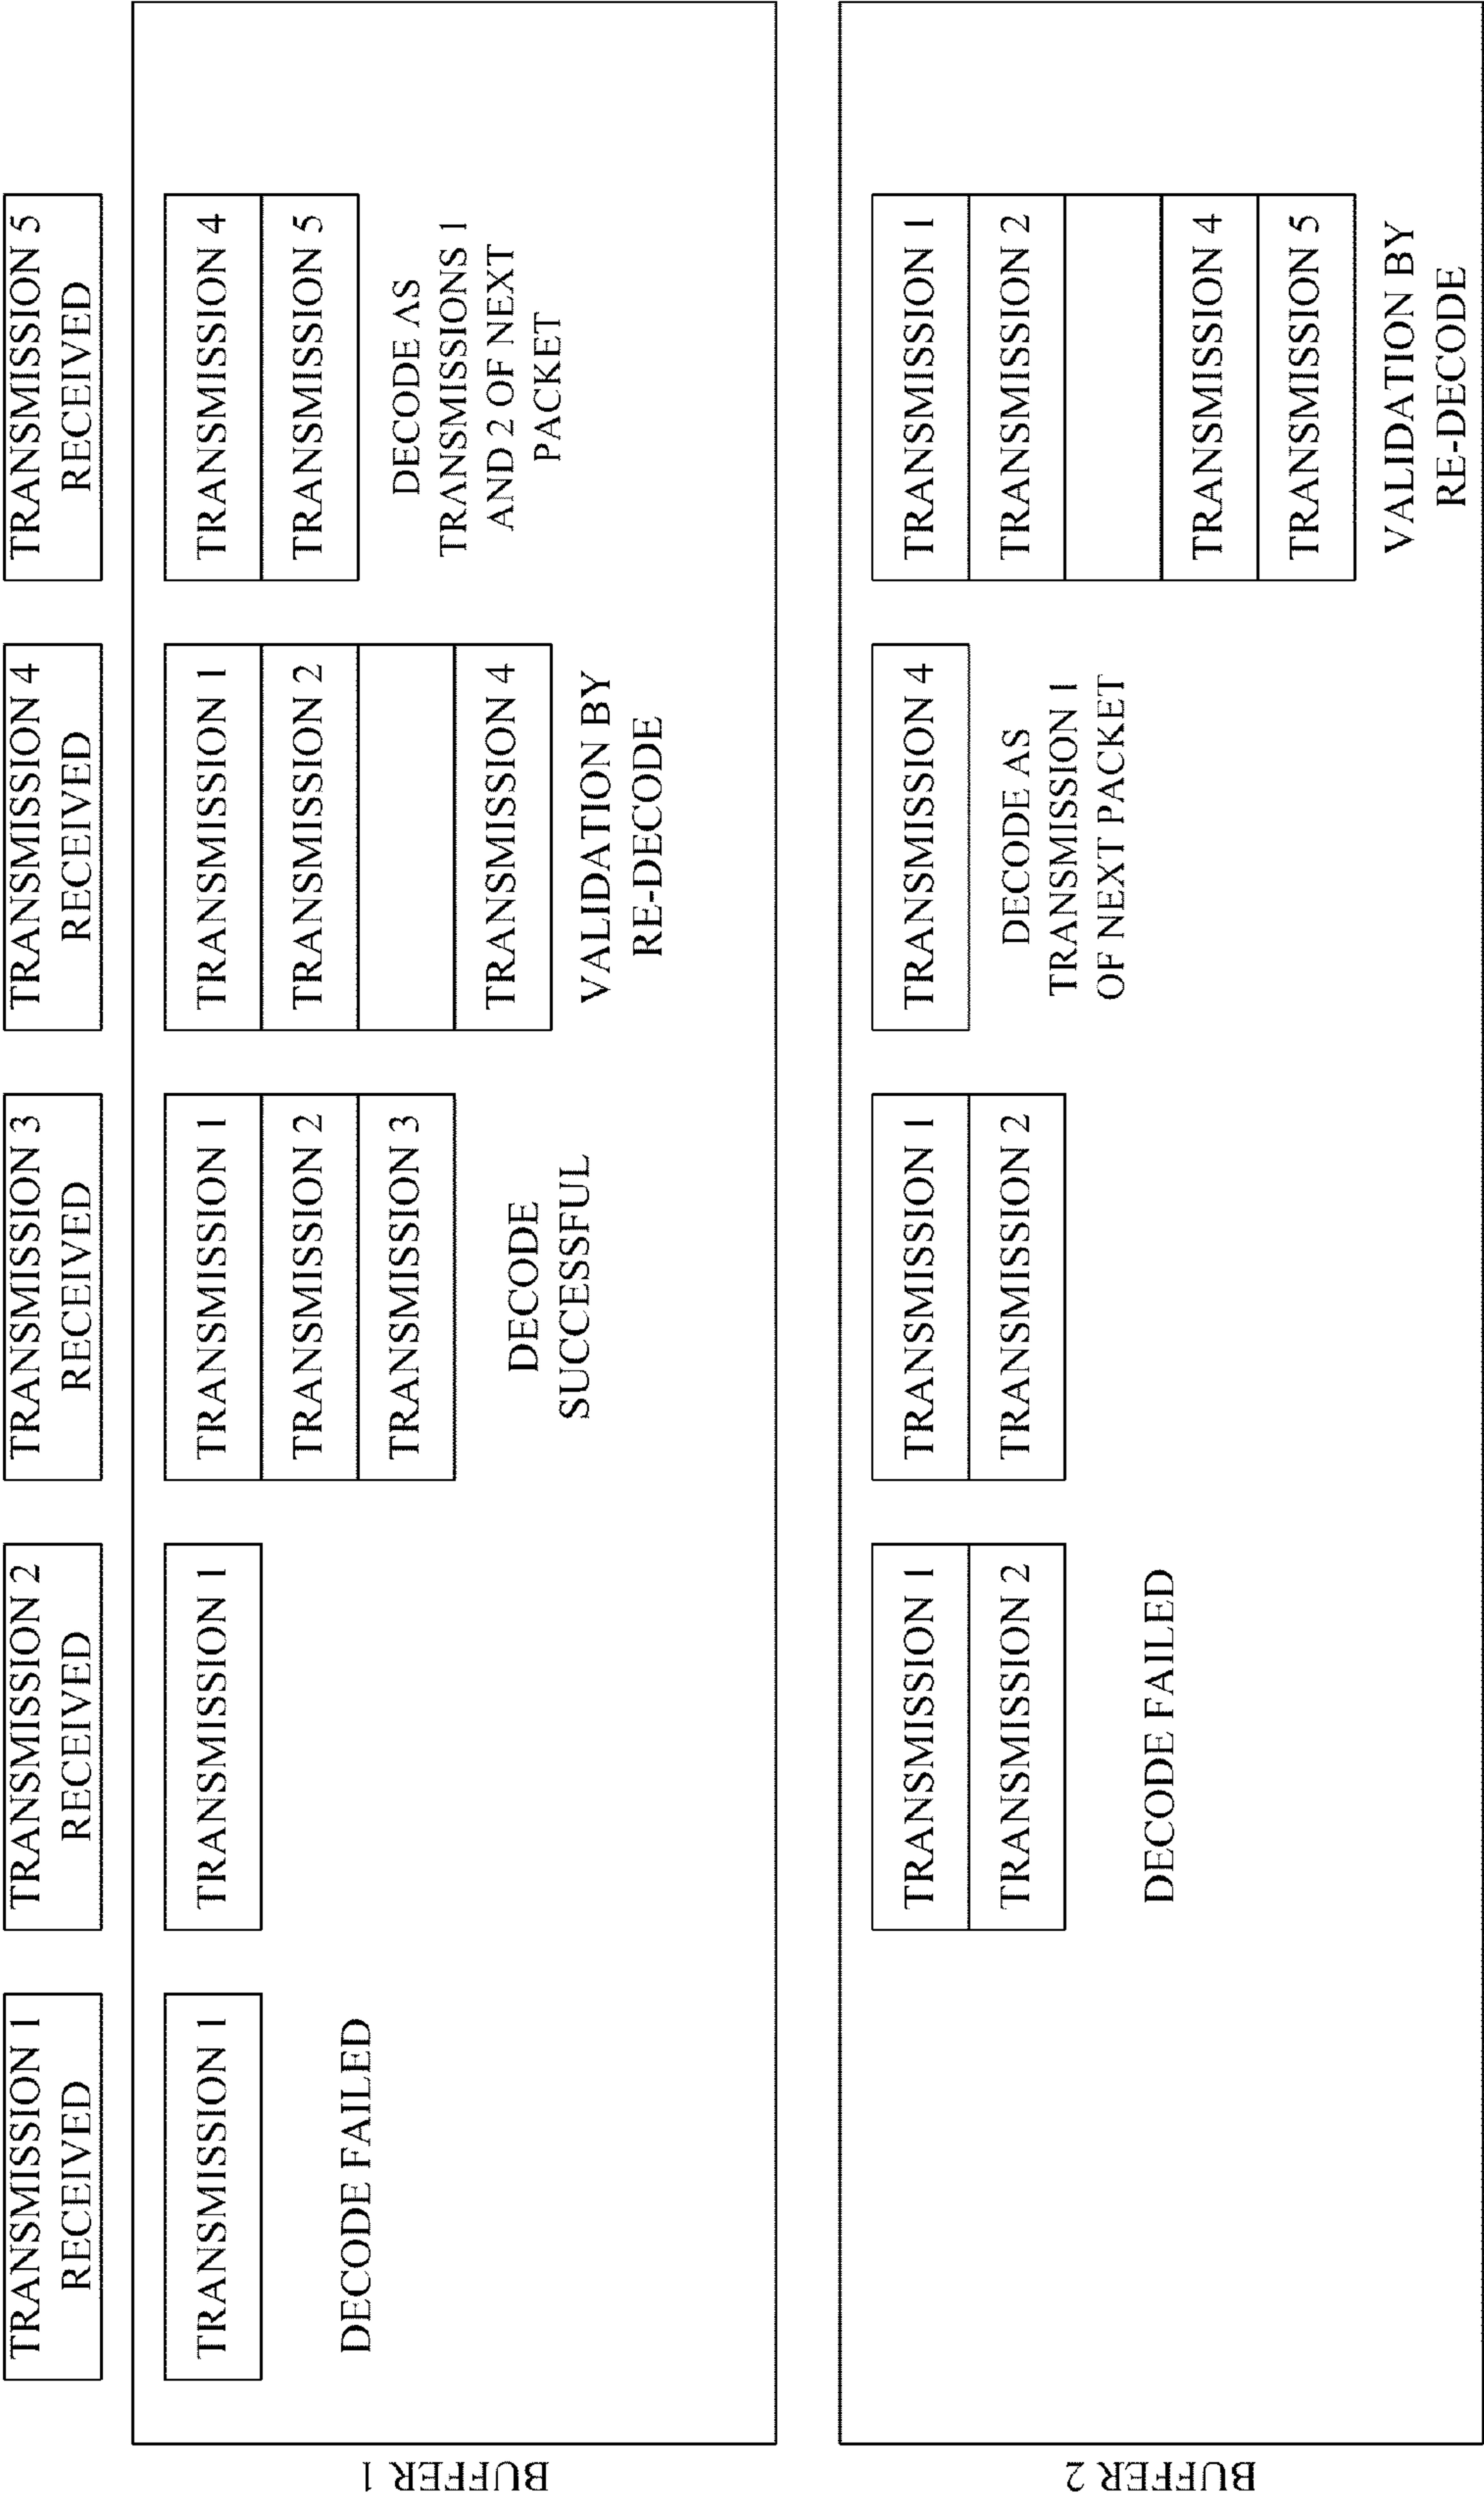 TRANSMISSION 1
RECEIVED
TRANSMISSION 2
RECEIVED
TRANSMISSION 3
RECEIVED
TRANSMISSION 4
RECEIVED
TRANSMISSION 5
RECEIVED
BUFFER 1
TRANSMISSION 1
DECODE FAILED
TRANSMISSION 1
TRANSMISSION 1
TRANSMISSION 2
TRANSMISSION 3
DECODE
SUCCESSFUL
TRANSMISSION 1
TRANSMISSION 2
TRANSMISSION 4
VALIDATION BY
RE-DECODE
TRANSMISSION 4
TRANSMISSION 5
DECODE AS
TRANSMISSIONS 1
AND 2 OF NEXT
PACKET
BUFFER 2
TRANSMISSION 1
TRANSMISSION 2
DECODE FAILED
TRANSMISSION 1
TRANSMISSION 2
TRANSMISSION 4
DECODE AS
TRANSMISSION 1
OF NEXT PACKET
TRANSMISSION 1
TRANSMISSION 2
TRANSMISSION 4
TRANSMISSION 5
VALIDATION BY
RE-DECODE